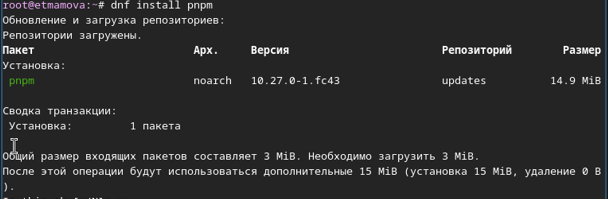 root@etmamova:~# dnf install pnpm
Обновление и загрузка репозиториев:
Репозитории загружены.
Пакет Арх. Версия Репозиторий Размер
Установка:
pnpm noarch 10.27.0-1.fc43 updates 14.9 MiB
Сводка транзакции:
Установка: 1 пакета
Общий размер входящих пакетов составляет 3 MiB. Необходимо загрузить 3 MiB.
После этой операции будут использоваться дополнительные 15 MiB (установка 15 MiB, удаление 0 B
).